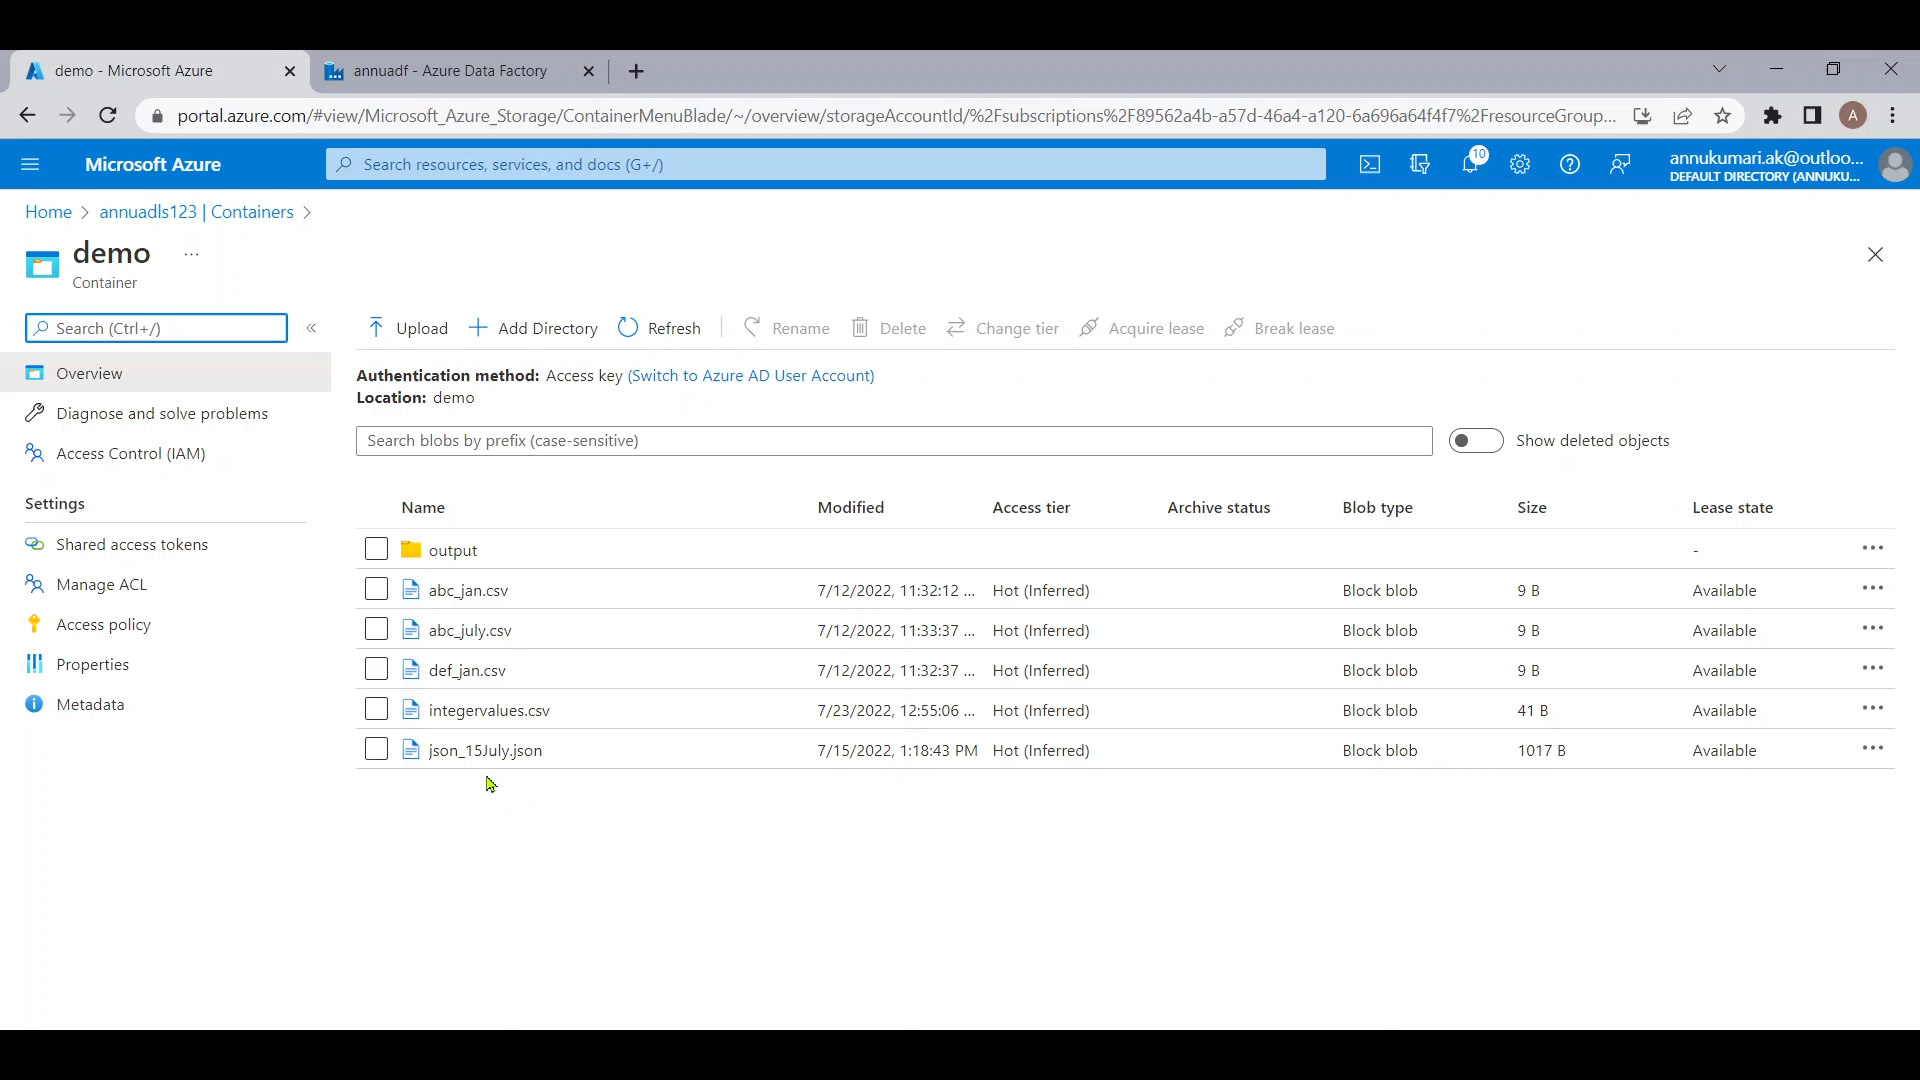 demo - Microsoft Azure
annuadf - Azure Data Factory
portal.azure.com/#view/Microsoft_Azure_Storage/ContainerMenuBlade/~/overview/storageAccountId/%2Fsubscriptions%2F89562a4b-a57d-46a4-a120-6a696a64f4f7%2FresourceGroup...
A
Microsoft Azure
Search resources, services, and docs (G+/)
10
annukumari.ak@outloo...
DEFAULT DIRECTORY (ANNUKU...
Home > annuadls123 | Containers >
demo ...
Container
Search (Ctrl+/)
«
Upload
Add Directory
Refresh
Rename
Delete
Change tier
Acquire lease
Break lease
Overview
Diagnose and solve problems
Access Control (IAM)
Settings
Shared access tokens
Manage ACL
Access policy
Properties
Metadata
Authentication method: Access key (Switch to Azure AD User Account)
Location: demo
Search blobs by prefix (case-sensitive)
Show deleted objects
Name Modified Access tier Archive status Blob type Size Lease state
output - ...
abc_jan.csv 7/12/2022, 11:32:12 ... Hot (Inferred) Block blob 9 B Available ...
abc_july.csv 7/12/2022, 11:33:37 ... Hot (Inferred) Block blob 9 B Available ...
def_jan.csv 7/12/2022, 11:32:37 ... Hot (Inferred) Block blob 9 B Available ...
integervalues.csv 7/23/2022, 12:55:06 ... Hot (Inferred) Block blob 41 B Available ...
json_15July.json 7/15/2022, 1:18:43 PM Hot (Inferred) Block blob 1017 B Available ...